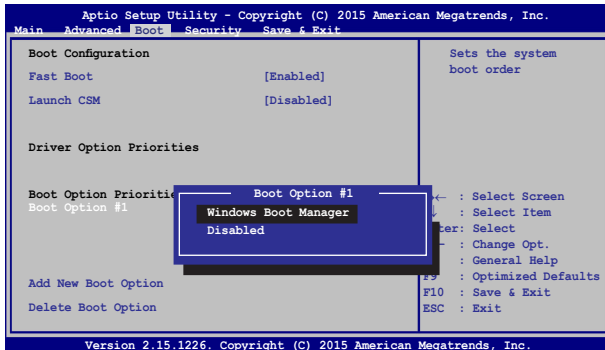 Aptio Setup Utility - Copyright (C) 2015 American Megatrends, Inc.
Main Advanced Boot Security Save & Exit
Boot Configuration
Fast Boot [Enabled]
Launch CSM [Disabled]
Driver Option Priorities
Boot Option Prioritie
Boot Option #1
Add New Boot Option
Delete Boot Option
Boot Option #1
Windows Boot Manager
Disabled
Sets the system
boot order
← : Select Screen
: Select Item
ter: Select
: Change Opt.
: General Help
F9 : Optimized Defaults
F10 : Save & Exit
ESC : Exit
Version 2.15.1226. Copyright (C) 2015 American Megatrends, Inc.